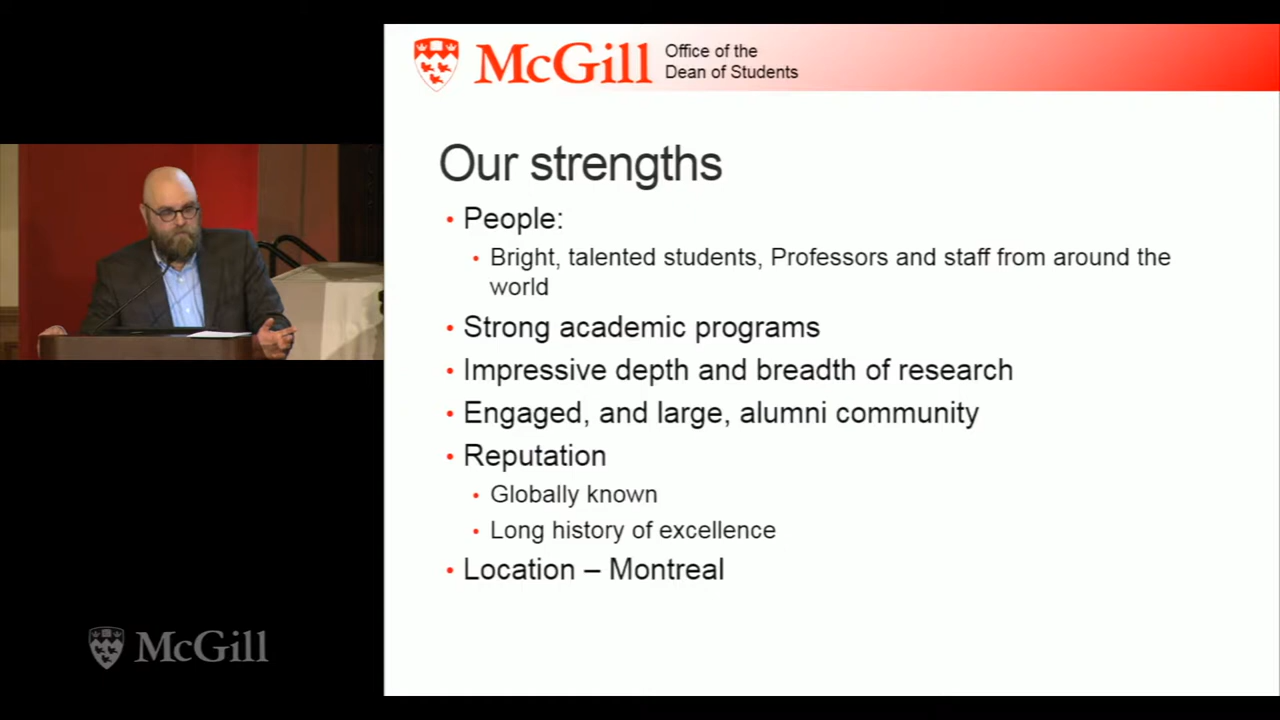 McGill
Office of the
Dean of Students
Our strengths
• People:
• Bright, talented students, Professors and staff from around the
world
• Strong academic programs
• Impressive depth and breadth of research
• Engaged, and large, alumni community
• Reputation
• Globally known
• Long history of excellence
• Location – Montreal
McGill